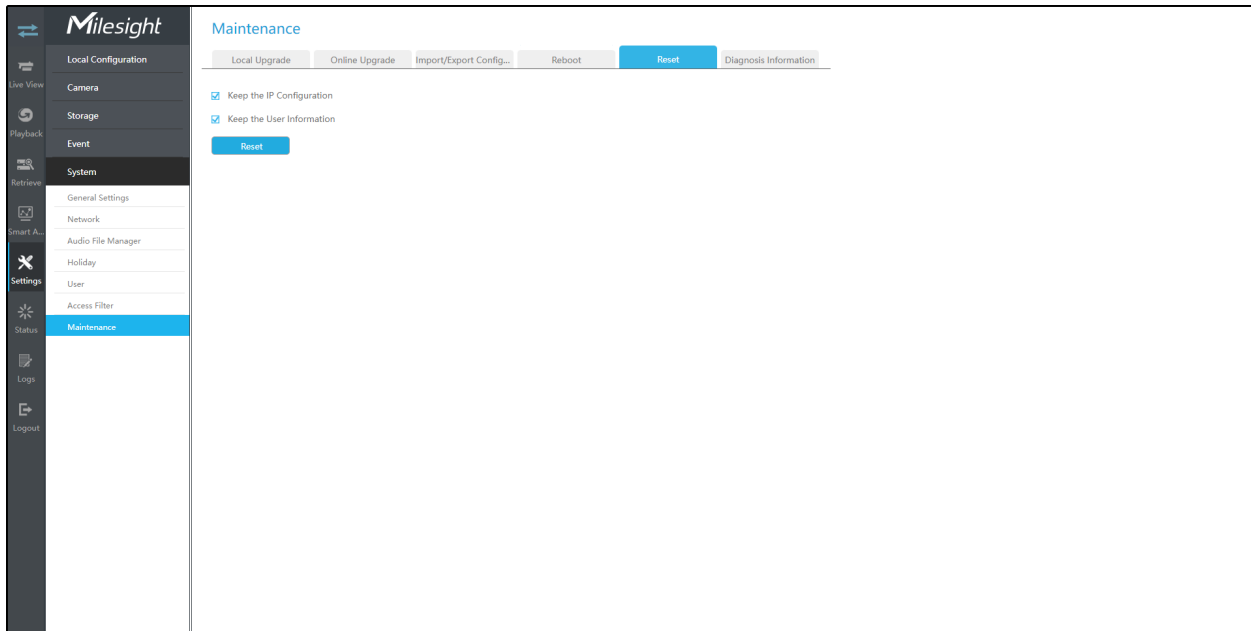 Live View
Playback
Retrieve
Smart A...
Settings
Status
Logs
Logout
Milesight
Local Configuration
Camera
Storage
Event
System
General Settings
Network
Audio File Manager
Holiday
User
Access Filter
Maintenance
Maintenance
Local Upgrade Online Upgrade Import/Export Config... Reboot Reset Diagnosis Information
Keep the IP Configuration
Keep the User Information
Reset